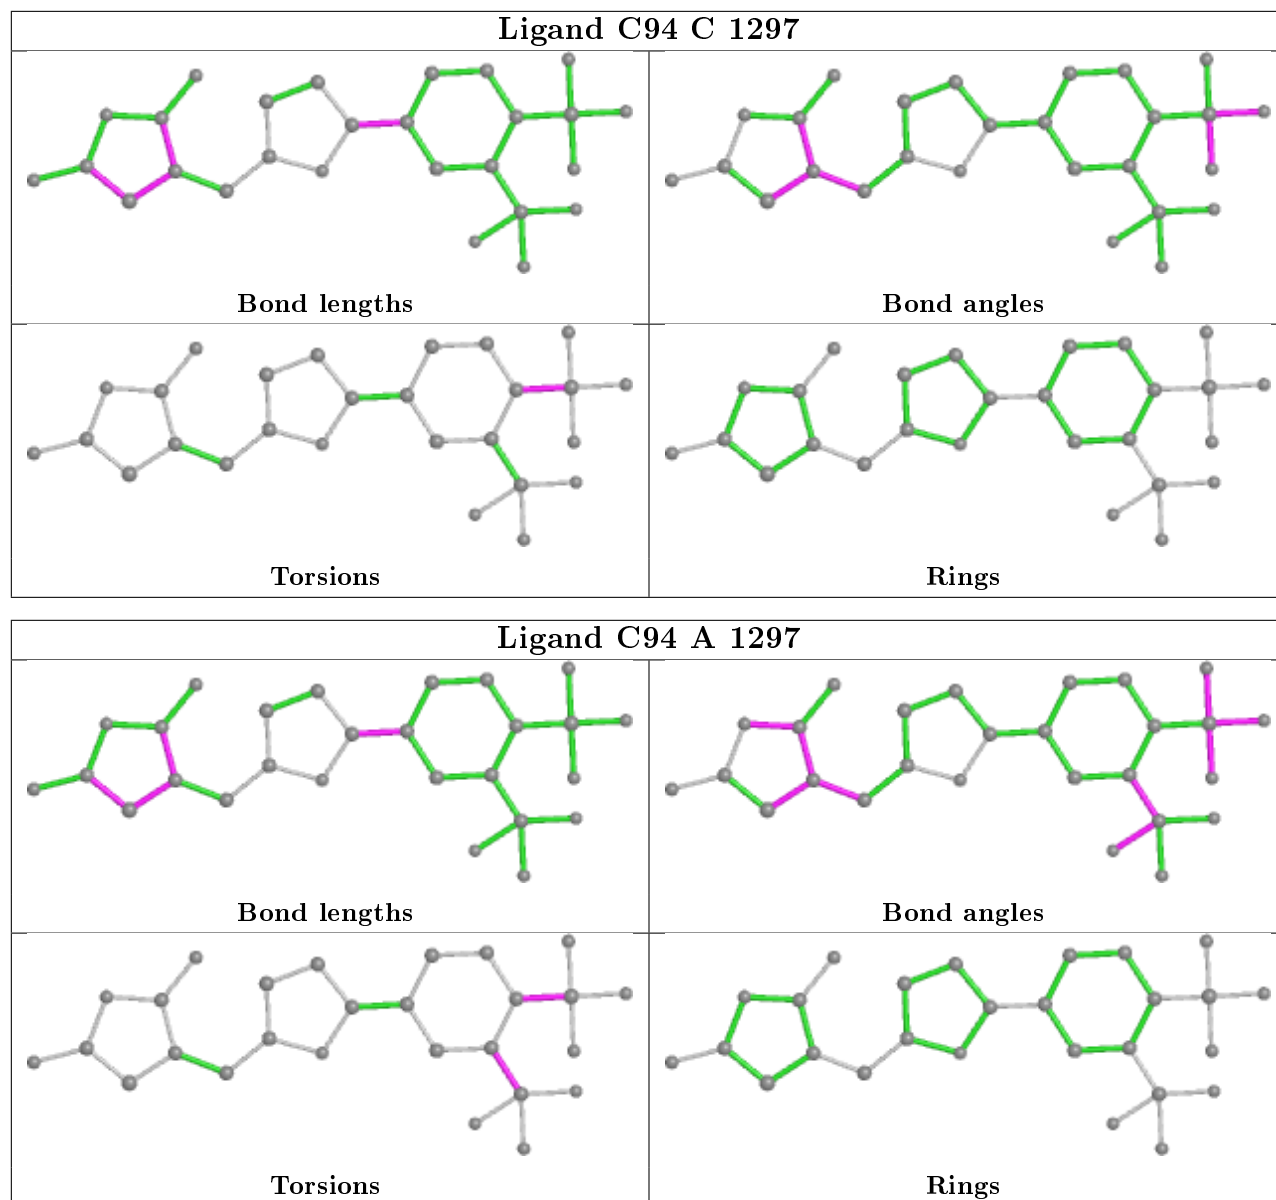 Ligand C94 C 1297
Bond lengths
Bond angles
Torsions
Rings
Ligand C94 A 1297
Bond lengths
Bond angles
Torsions
Rings